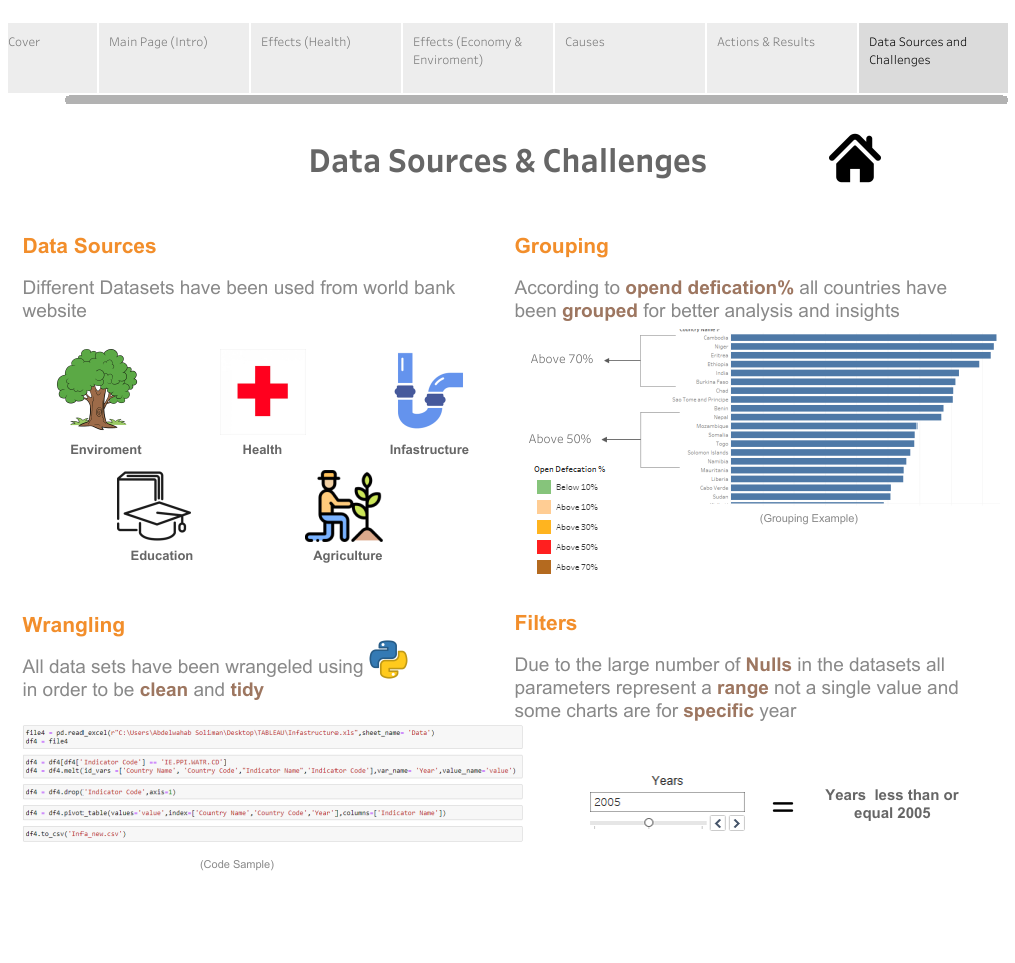 Cover
Main Page (Intro)
Effects (Health)
Effects (Economy &
Enviroment)
Causes
Actions & Results
Data Sources and
Challenges
Data Sources & Challenges
Data Sources
Different Datasets have been used from world bank
website
Enviroment
Health
Infastructure
Education
Agriculture
Grouping
According to opend defication% all countries have
been grouped for better analysis and insights
Above 70%
Above 50%
Cambodia
Niger
Eritrea
Ethiopia
India
Burkina Faso
Chad
Sao Tome and Principe
Benin
Nepal
Mozambique
Somalia
Togo
Solomon Islands
Namibia
Mauritania
Liberia
Cabo Verde
Sudan
Open Defecation %
Below 10%
Above 10%
Above 30%
Above 50%
Above 70%
(Grouping Example)
Wrangling
All data sets have been wrangeled using
in order to be clean and tidy
file4 = pd.read_excel(r"C:\Users\Abdelwahab Soliman\Desktop\TABLEAU\Infastructure.xls",sheet_name= 'Data')
df4 = file4
df4 = df4[df4['Indicator Code'] == 'IE.PPI.WATR.CD']
df4 = df4.melt(id_vars =['Country Name', 'Country Code',"Indicator Name",'Indicator Code'],var_name= 'Year',value_name='value')
df4 = df4.drop('Indicator Code',axis=1)
df4 = df4.pivot_table(values='value',index=['Country Name','Country Code','Year'],columns=['Indicator Name'])
df4.to_csv('Infa_new.csv')
(Code Sample)
Filters
Due to the large number of Nulls in the datasets all
parameters represent a range not a single value and
some charts are for specific year
Years
2005
=
Years less than or
equal 2005